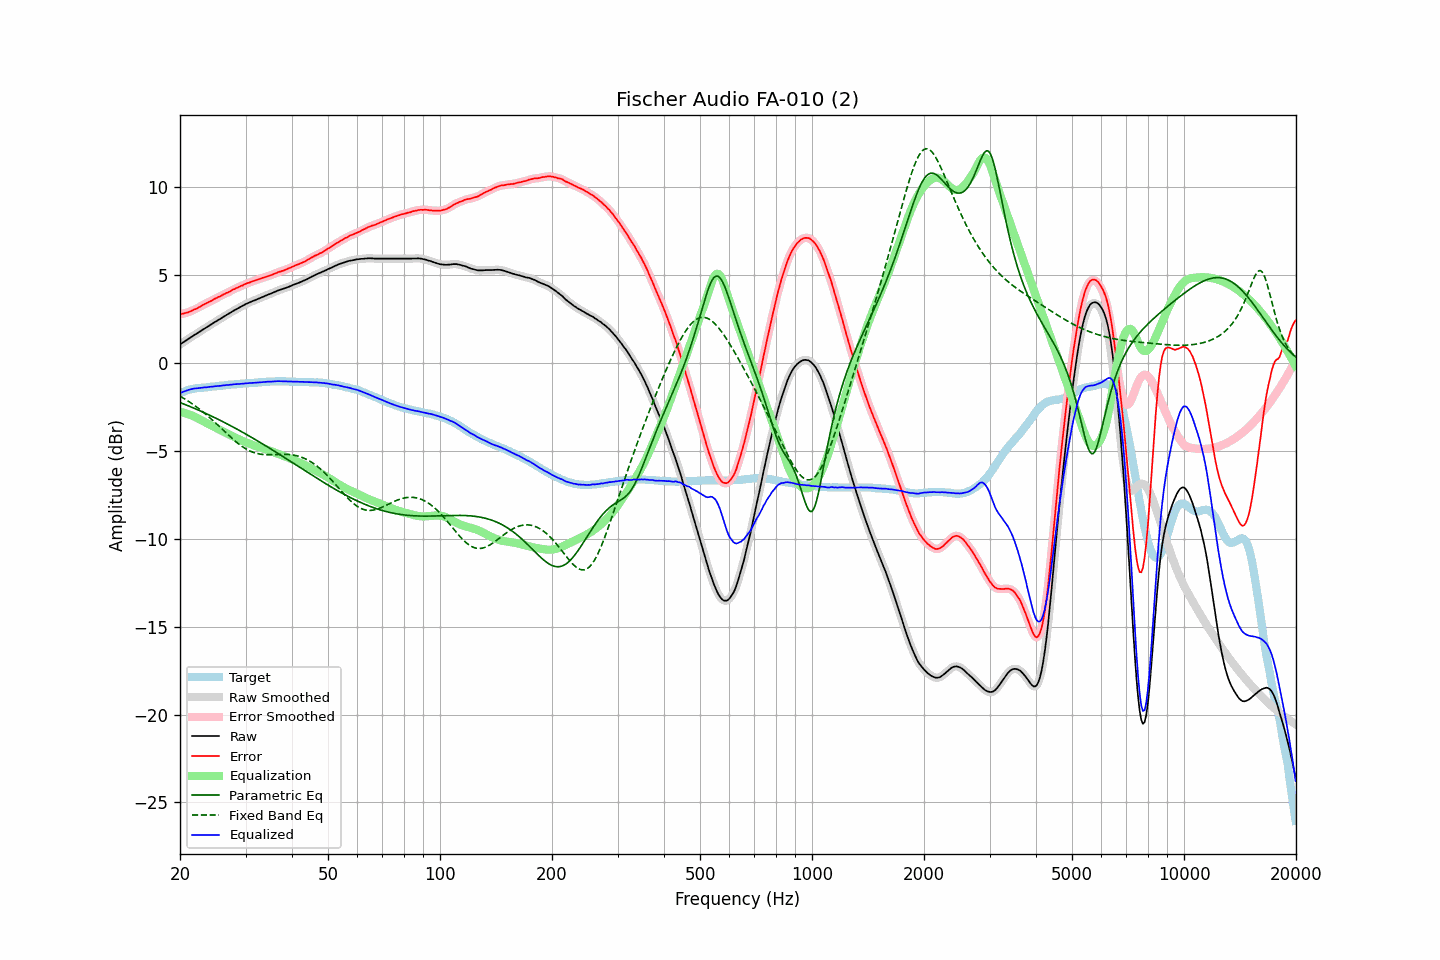 Fischer Audio FA-010 (2)
Amplitude (dBr)
10
5
0
−5
−10
−15
−20
−25
Target
Raw Smoothed
Error Smoothed
Raw
Error
Equalization
Parametric Eq
Fixed Band Eq
Equalized
20 50 100 200 500 1000 2000 5000 10000 20000
Frequency (Hz)